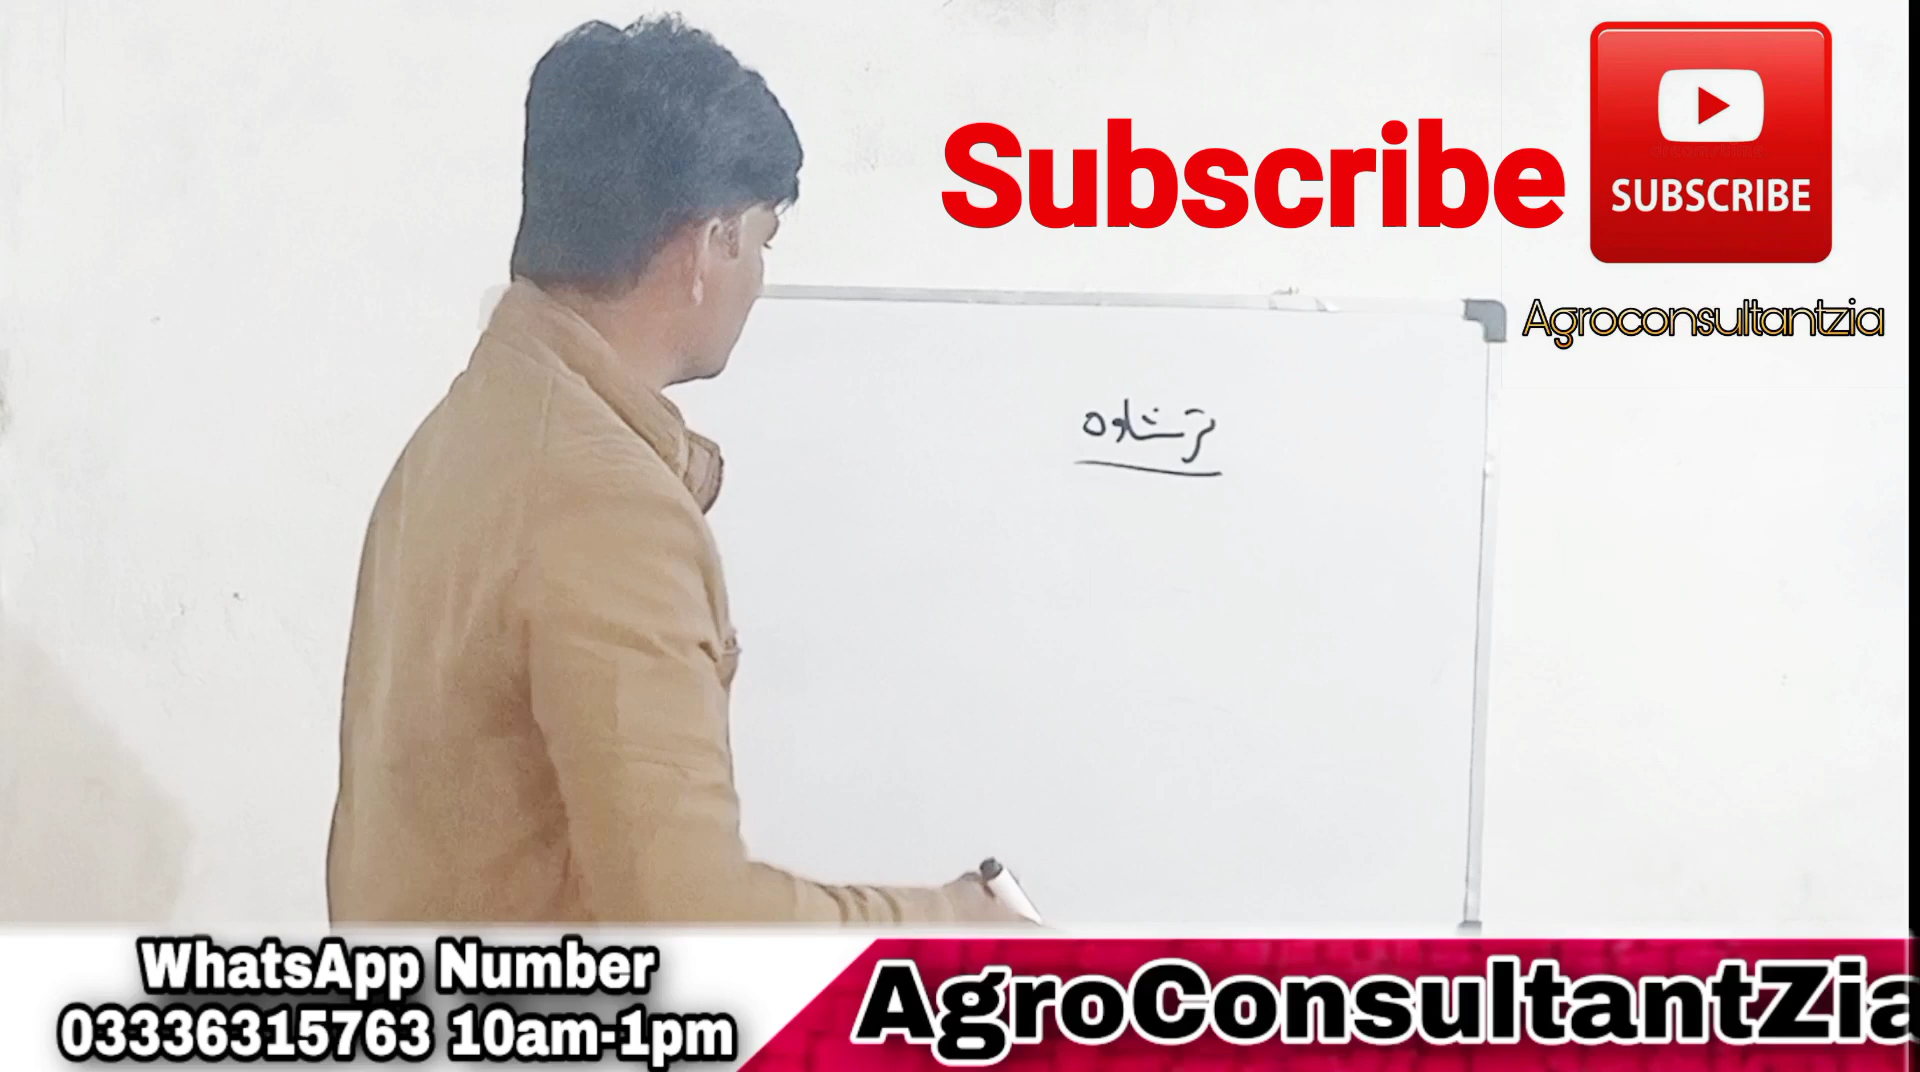 Subscribe
SUBSCRIBE
Agroconsultantzia
ترشاوہ
WhatsApp Number
03336315763 10am-1pm
AgroConsultantZia